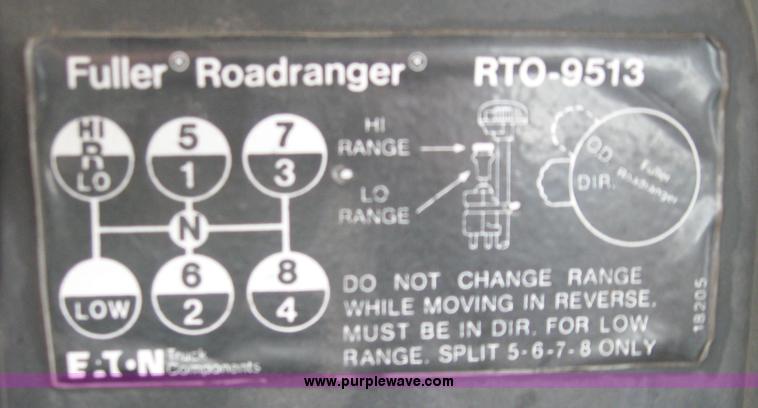 Fuller® Roadranger® RTO-9513
HI
R
LO
5
1
7
3
N
LOW
6
2
8
4
HI
RANGE
LO
RANGE
O.D.
DIR.
Fuller
Roadranger
DO NOT CHANGE RANGE
WHILE MOVING IN REVERSE.
MUST BE IN DIR. FOR LOW
RANGE. SPLIT 5-6-7-8 ONLY
18205
EAT•N Truck
Components
www.purplewave.com